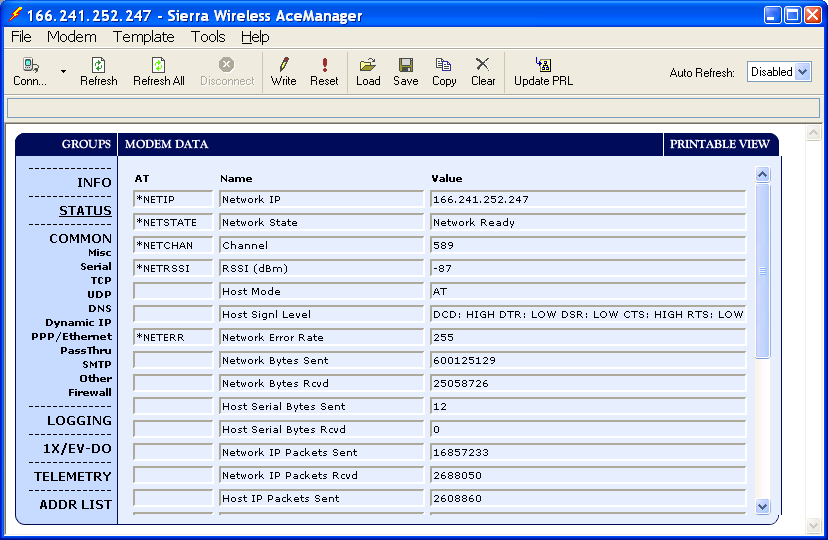 166.241.252.247 - Sierra Wireless AceManager
File Modem Template Tools Help
Conn... Refresh Refresh All Disconnect Write Reset Load Save Copy Clear Update PRL Auto Refresh: Disabled
GROUPS MODEM DATA PRINTABLE VIEW
INFO
STATUS
COMMON
Misc
Serial
TCP
UDP
DNS
Dynamic IP
PPP/Ethernet
PassThru
SMTP
Other
Firewall
LOGGING
1X/EV-DO
TELEMETRY
ADDR LIST
AT Name Value
*NETIP Network IP 166.241.252.247
*NETSTATE Network State Network Ready
*NETCHAN Channel 589
*NETRSSI RSSI (dBm) -87
Host Mode AT
Host Signl Level DCD: HIGH DTR: LOW DSR: LOW CTS: HIGH RTS: LOW
*NETERR Network Error Rate 255
Network Bytes Sent 600125129
Network Bytes Rcvd 25058726
Host Serial Bytes Sent 12
Host Serial Bytes Rcvd 0
Network IP Packets Sent 16857233
Network IP Packets Rcvd 2688050
Host IP Packets Sent 2608860